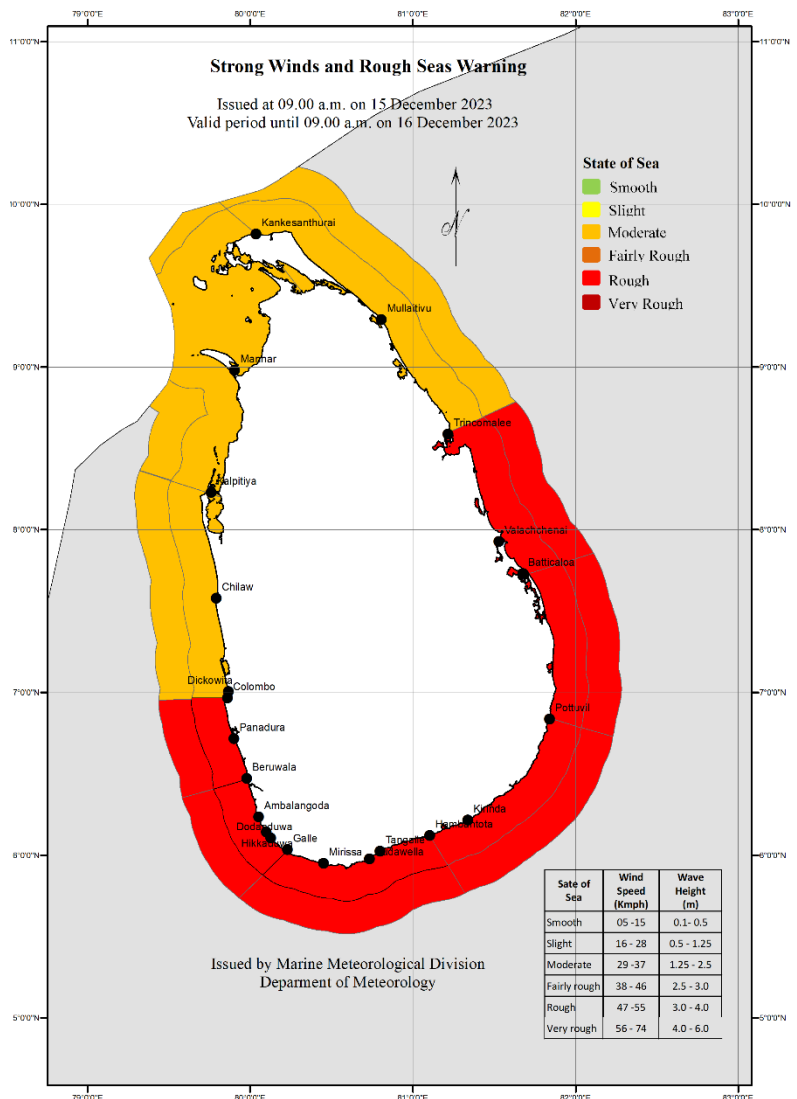 79°0'0"E 80°0'0"E 81°0'0"E 82°0'0"E 83°0'0"E
11°0'0"N 11°0'0"N
Strong Winds and Rough Seas Warning
Issued at 09.00 a.m. on 15 December 2023
Valid period until 09.00 a.m. on 16 December 2023
State of Sea
Smooth
Slight
Moderate
Fairly Rough
Rough
Very Rough
N
10°0'0"N 10°0'0"N
Kankesanthurai
Mullaitivu
9°0'0"N 9°0'0"N
Mannar
Trincomalee
Kalpitiya
8°0'0"N 8°0'0"N
Valachchenai
Batticaloa
Chilaw
7°0'0"N 7°0'0"N
Dickowita
Colombo
Pottuvil
Panadura
Beruwala
Ambalangoda
Kirinda
Hambantota
Dodanduwa
Hikkaduwa
Galle
Tangalle
Mirissa
6°0'0"N 6°0'0"N
Sate of Sea Wind Speed (Kmph) Wave Height (m)
Smooth 05 -15 0.1- 0.5
Slight 16 - 28 0.5 - 1.25
Moderate 29 -37 1.25 - 2.5
Fairly rough 38 - 46 2.5 - 3.0
Rough 47 -55 3.0 - 4.0
Very rough 56 - 74 4.0 - 6.0
Issued by Marine Meteorological Division
Deparment of Meteorology
5°0'0"N 5°0'0"N
79°0'0"E 80°0'0"E 81°0'0"E 82°0'0"E 83°0'0"E